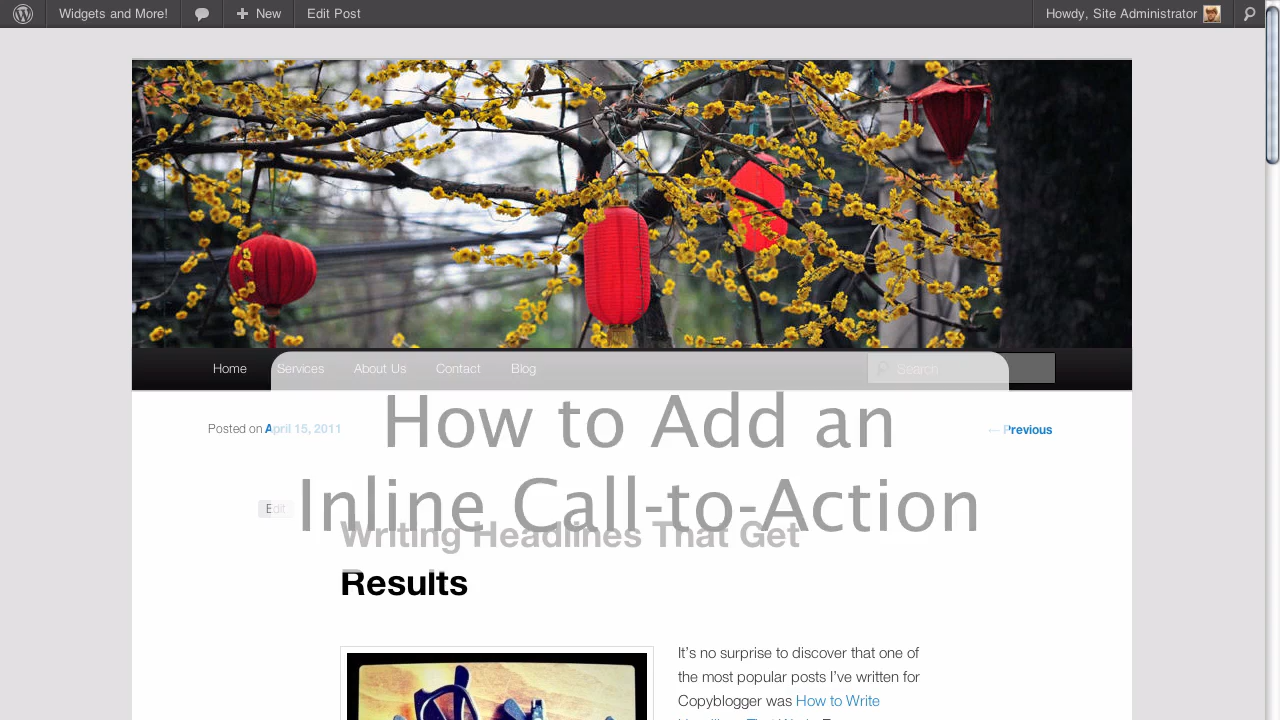 Widgets and More! New Edit Post Howdy, Site Administrator
Home Services About Us Contact Blog Search
How to Add an
Inline Call-to-Action
Posted on April 15, 2011 ← Previous
Edit
Writing Headlines That Get
Results
It’s no surprise to discover that one of
the most popular posts I’ve written for
Copyblogger was How to Write